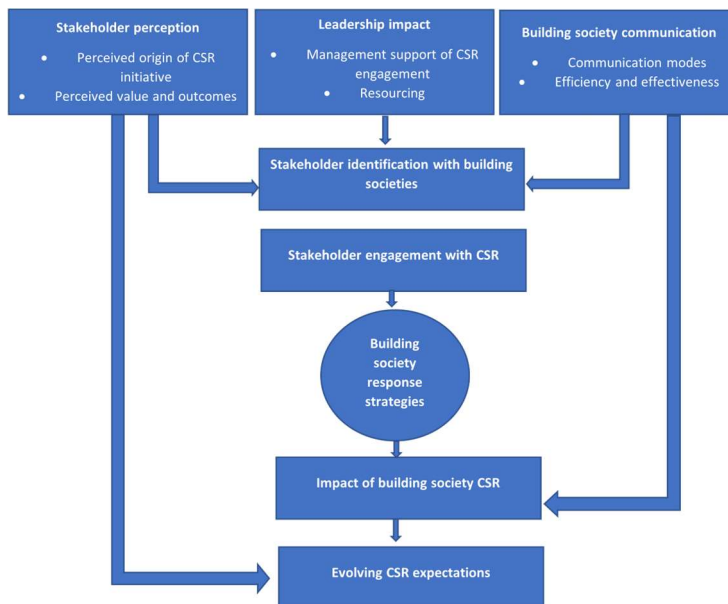 Stakeholder perception
• Perceived origin of CSR
initiative
• Perceived value and outcomes
Leadership impact
• Management support of CSR
engagement
• Resourcing
Building society communication
• Communication modes
• Efficiency and effectiveness
Stakeholder identification with building
societies
Stakeholder engagement with CSR
Building
society
response
strategies
Impact of building society CSR
Evolving CSR expectations